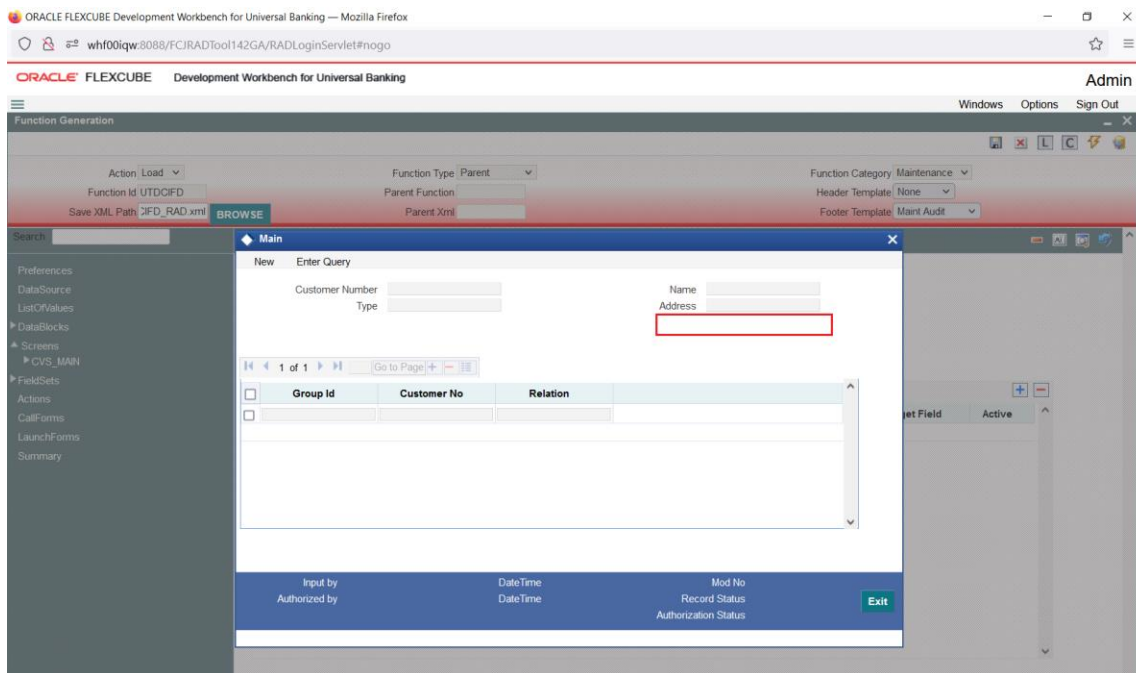 ORACLE FLEXCUBE Development Workbench for Universal Banking — Mozilla Firefox
whf00iqw:8088/FCJRADTool142GA/RADLoginServlet#nogo
ORACLE FLEXCUBE Development Workbench for Universal Banking Admin
Windows Options Sign Out
Function Generation
L C
Action Load Function Type Parent Function Category Maintenance
Function Id UTDCIFD Parent Function Header Template None
Save XML Path CIFD_RAD.xml BROWSE Parent Xml Footer Template Maint Audit
Search Main
New Enter Query
Preferences
Customer Number Name
DataSource
Type Address
ListOfValues
DataBlocks
Screens
CVS_MAIN
1 of 1 Go to Page
FieldSets
Group Id Customer No Relation
Actions
CallForms get Field Active
LaunchForms
Summary
Input by DateTime Mod No
Authorized by DateTime Record Status Exit
Authorization Status